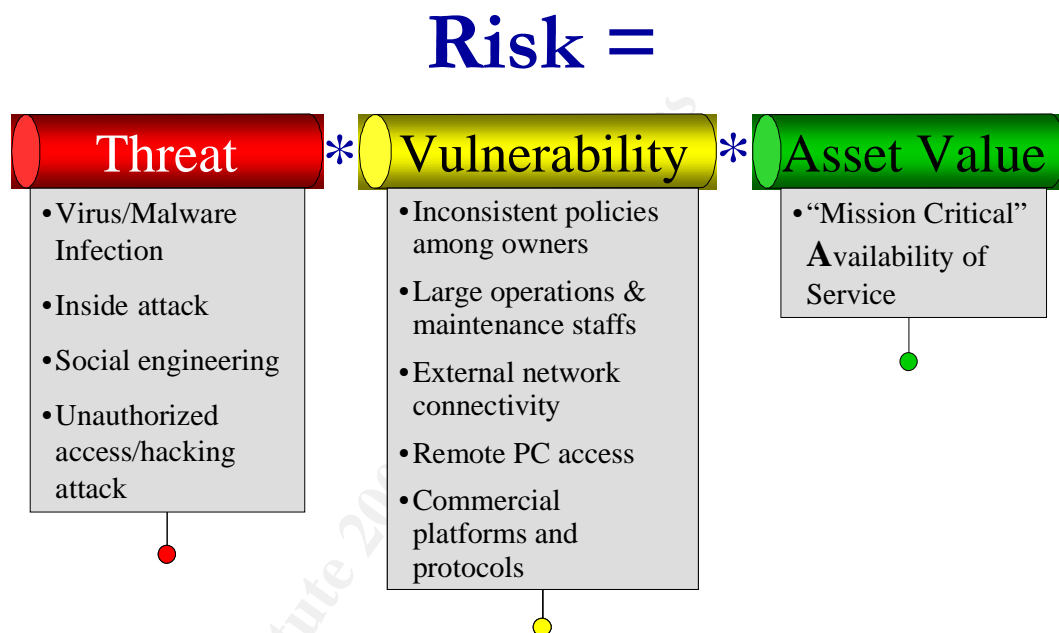 Risk =
Threat * Vulnerability * Asset Value
• Virus/Malware
Infection
• Inside attack
• Social engineering
• Unauthorized
access/hacking
attack
• Inconsistent policies
among owners
• Large operations &
maintenance staffs
• External network
connectivity
• Remote PC access
• Commercial
platforms and
protocols
• “Mission Critical”
Availability of
Service